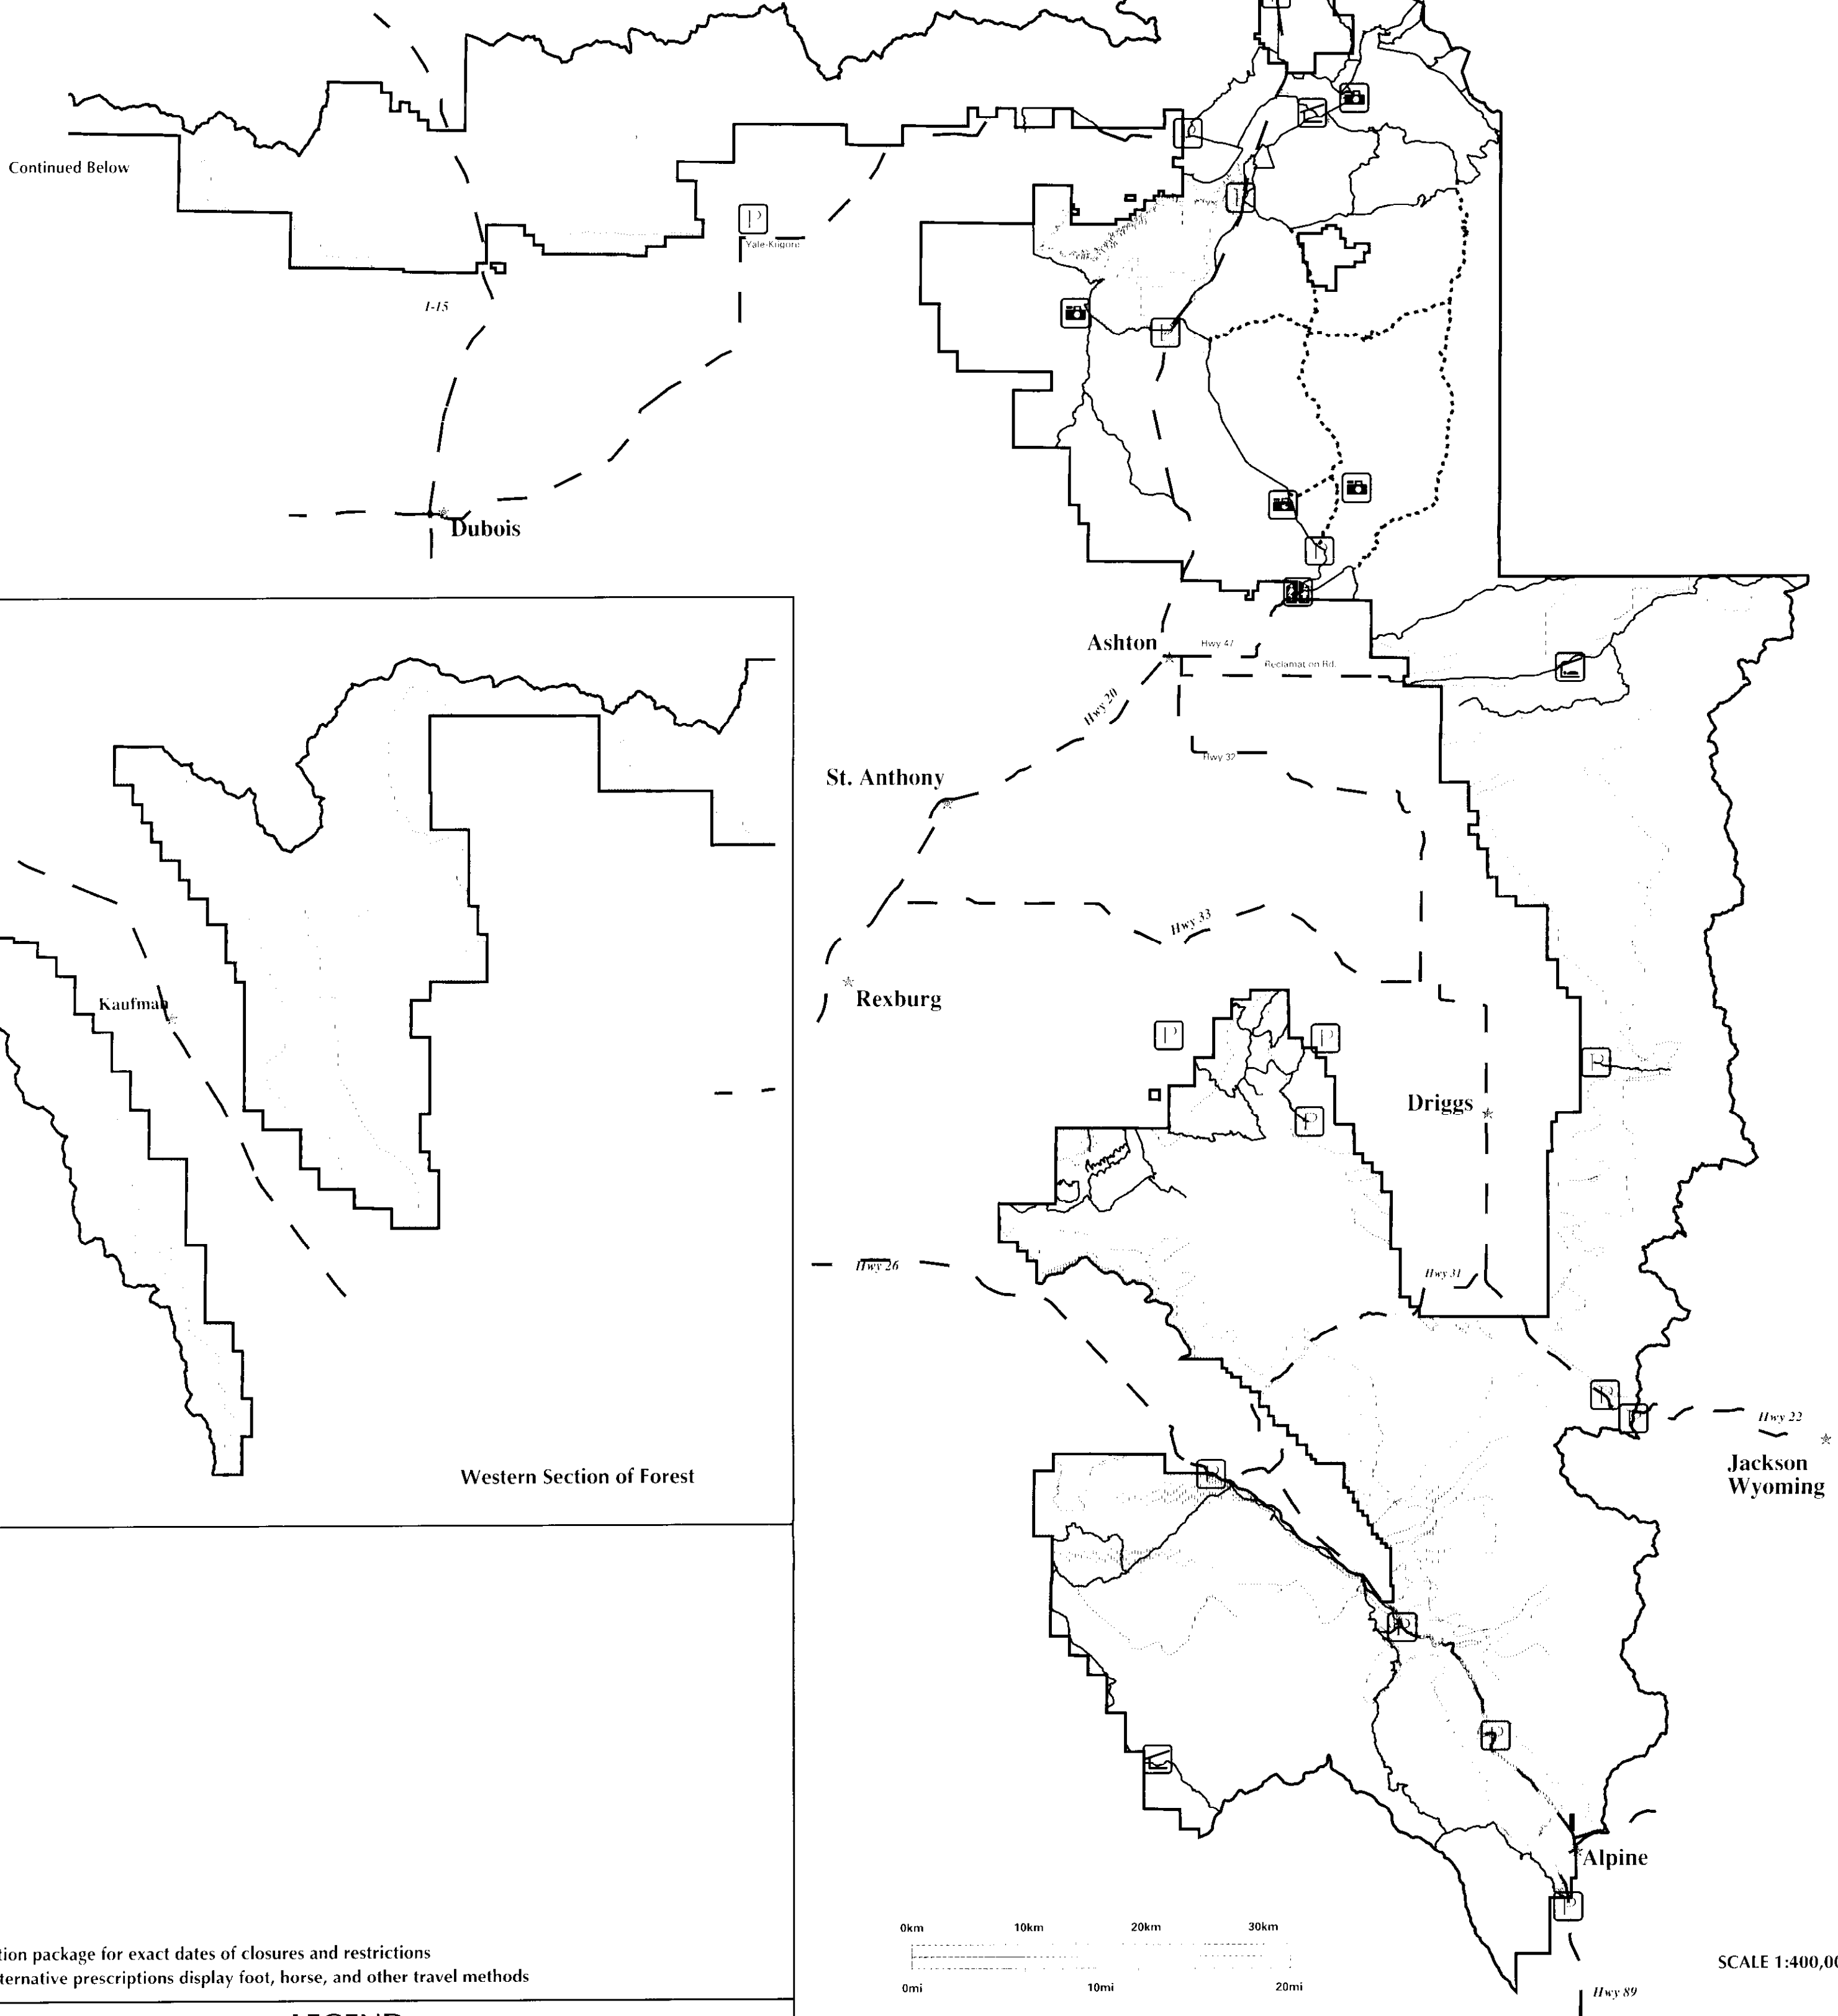 Continued Below
P
P
Yale-Kilgore
I-15
P
Dubois
P
Ashton
Hwy 47
Reclamation Rd.
Hwy 20
Hwy 32
St. Anthony
Hwy 33
Kaufman
Rexburg
P
P
P
Driggs
P
Hwy 26
Hwy 31
P
P
Hwy 22
Jackson
Wyoming
Western Section of Forest
P
P
P
Alpine
P
0km 10km 20km 30km
0mi 10mi 20mi
SCALE 1:400,00
Hwy 89
tion package for exact dates of closures and restrictions
ternative prescriptions display foot, horse, and other travel methods